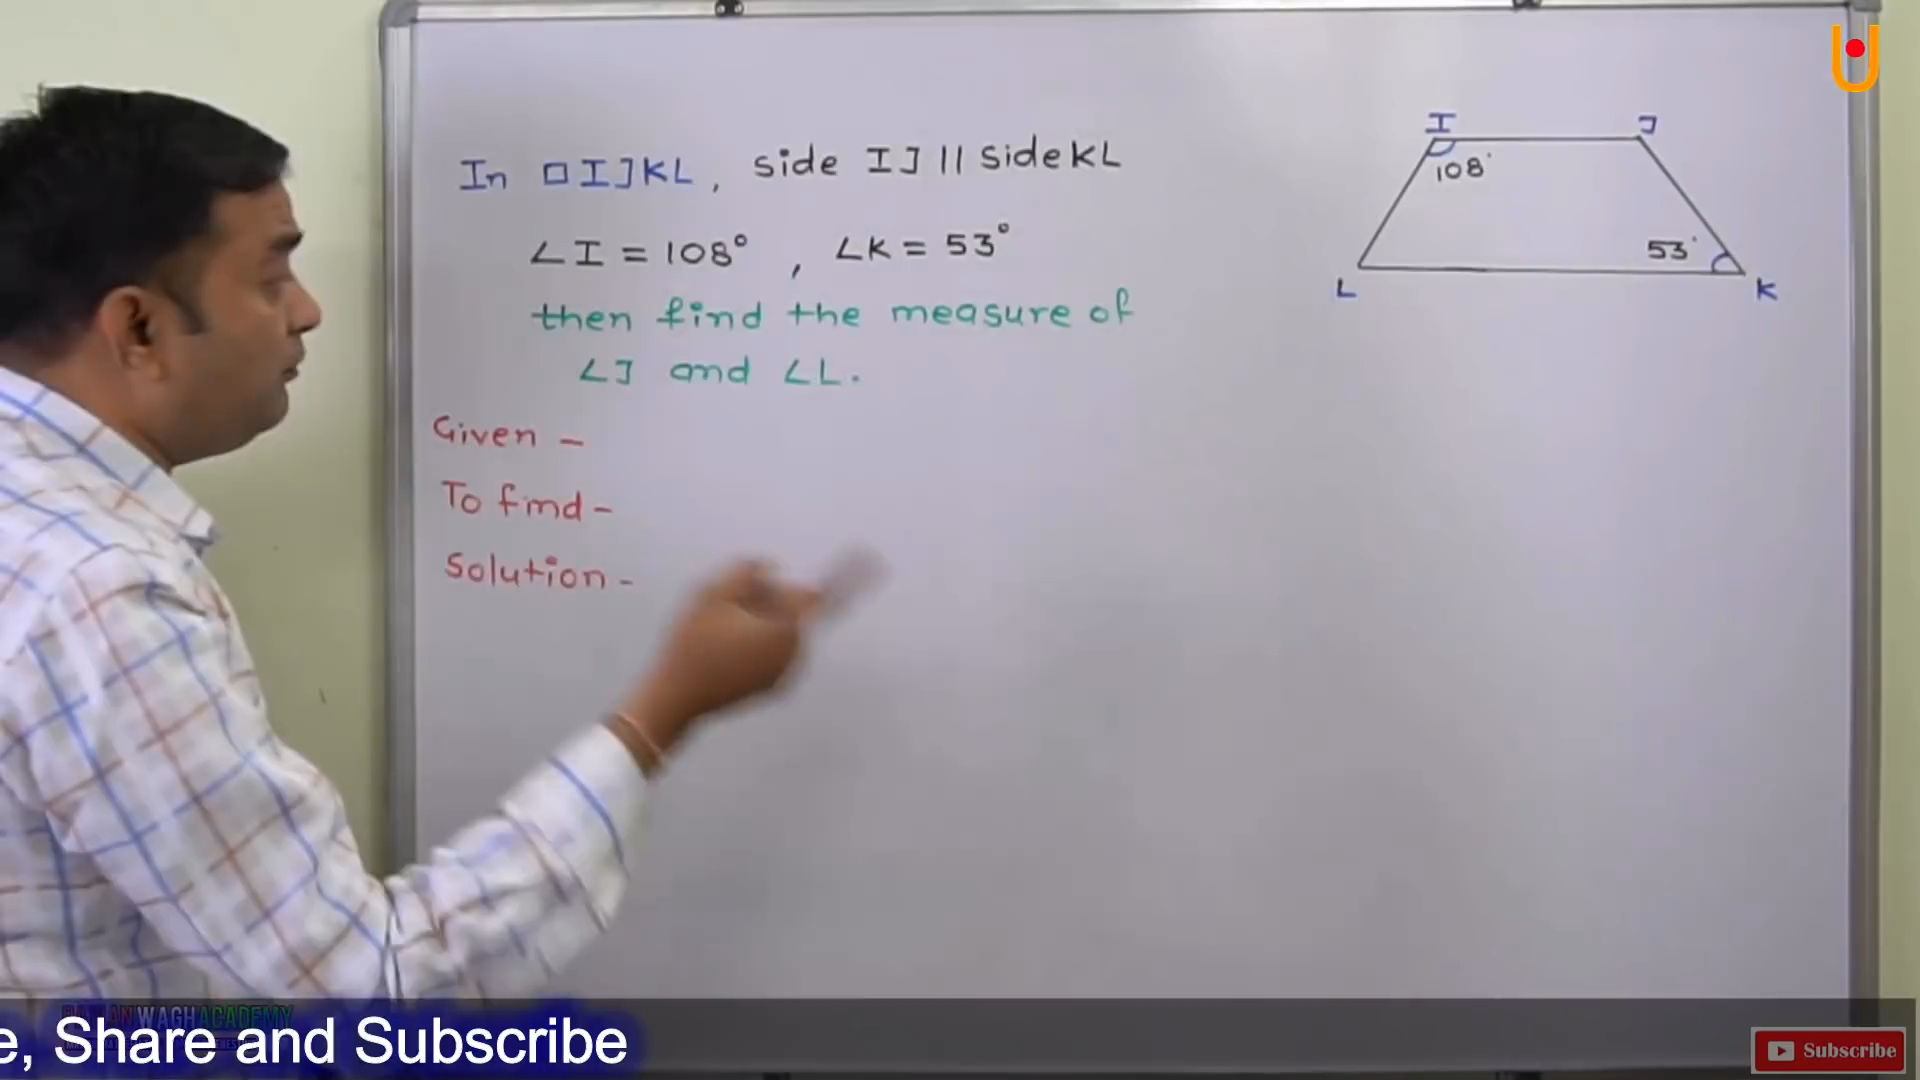 In □IJKL, side IJ || side KL
∠I = 108°, ∠K = 53°
then find the measure of
∠J and ∠L.
Given -
To find -
Solution -
I
J
108°
53°
L
K
WAGH ACADEMY
e, Share and Subscribe
Subscribe